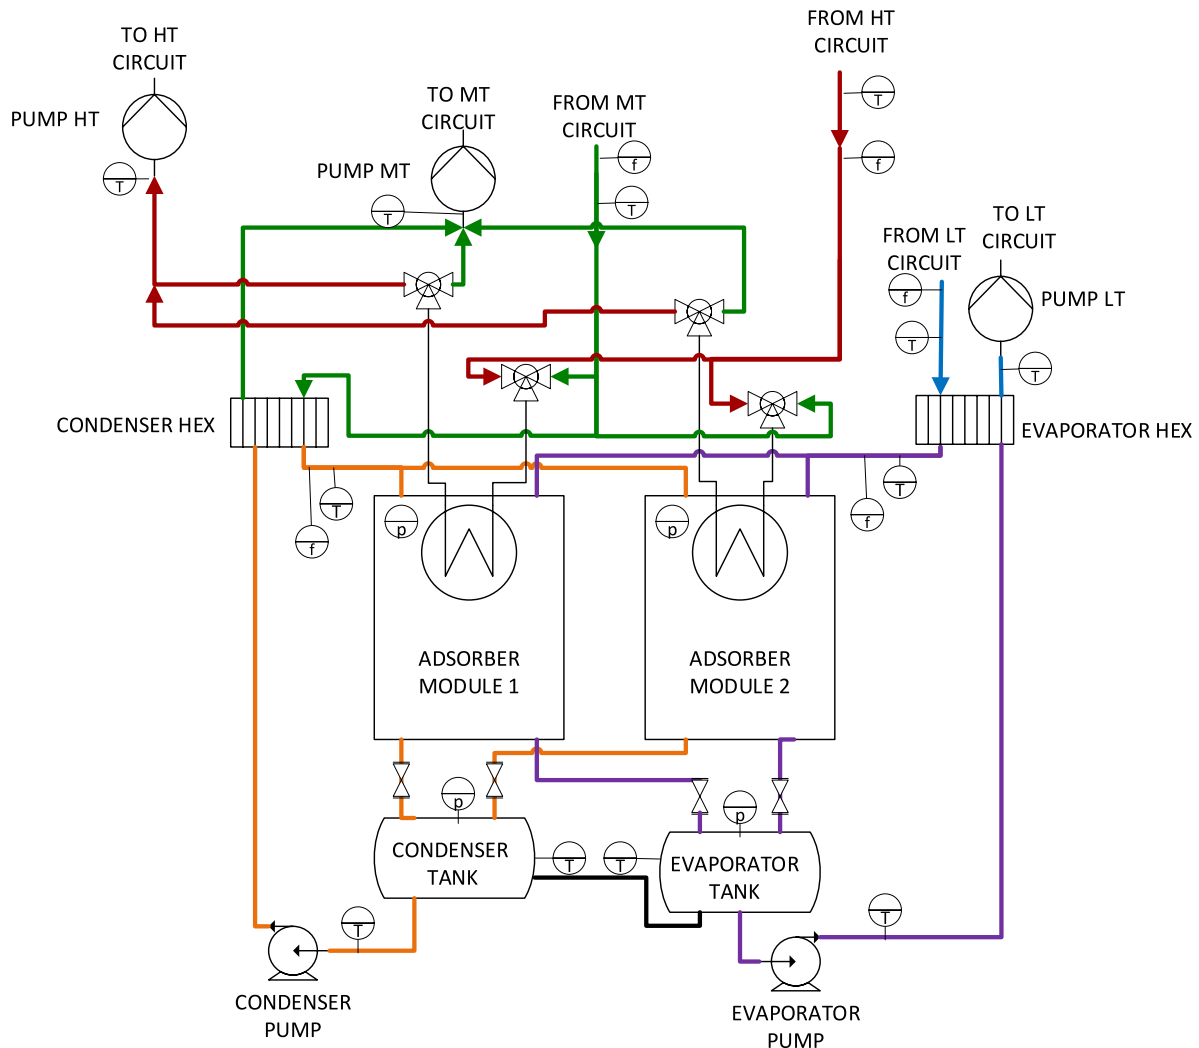 FROM HT
CIRCUIT
TO HT
CIRCUIT
PUMP HT
TO MT
CIRCUIT
FROM MT
CIRCUIT
PUMP MT
T
f
T
T
T
f
TO LT
CIRCUIT
FROM LT
CIRCUIT
PUMP LT
f
T
T
CONDENSER HEX
EVAPORATOR HEX
T
f
p
p
T
f
ADSORBER
MODULE 1
ADSORBER
MODULE 2
p
p
CONDENSER
TANK
T
T
EVAPORATOR
TANK
T
T
CONDENSER
PUMP
EVAPORATOR
PUMP